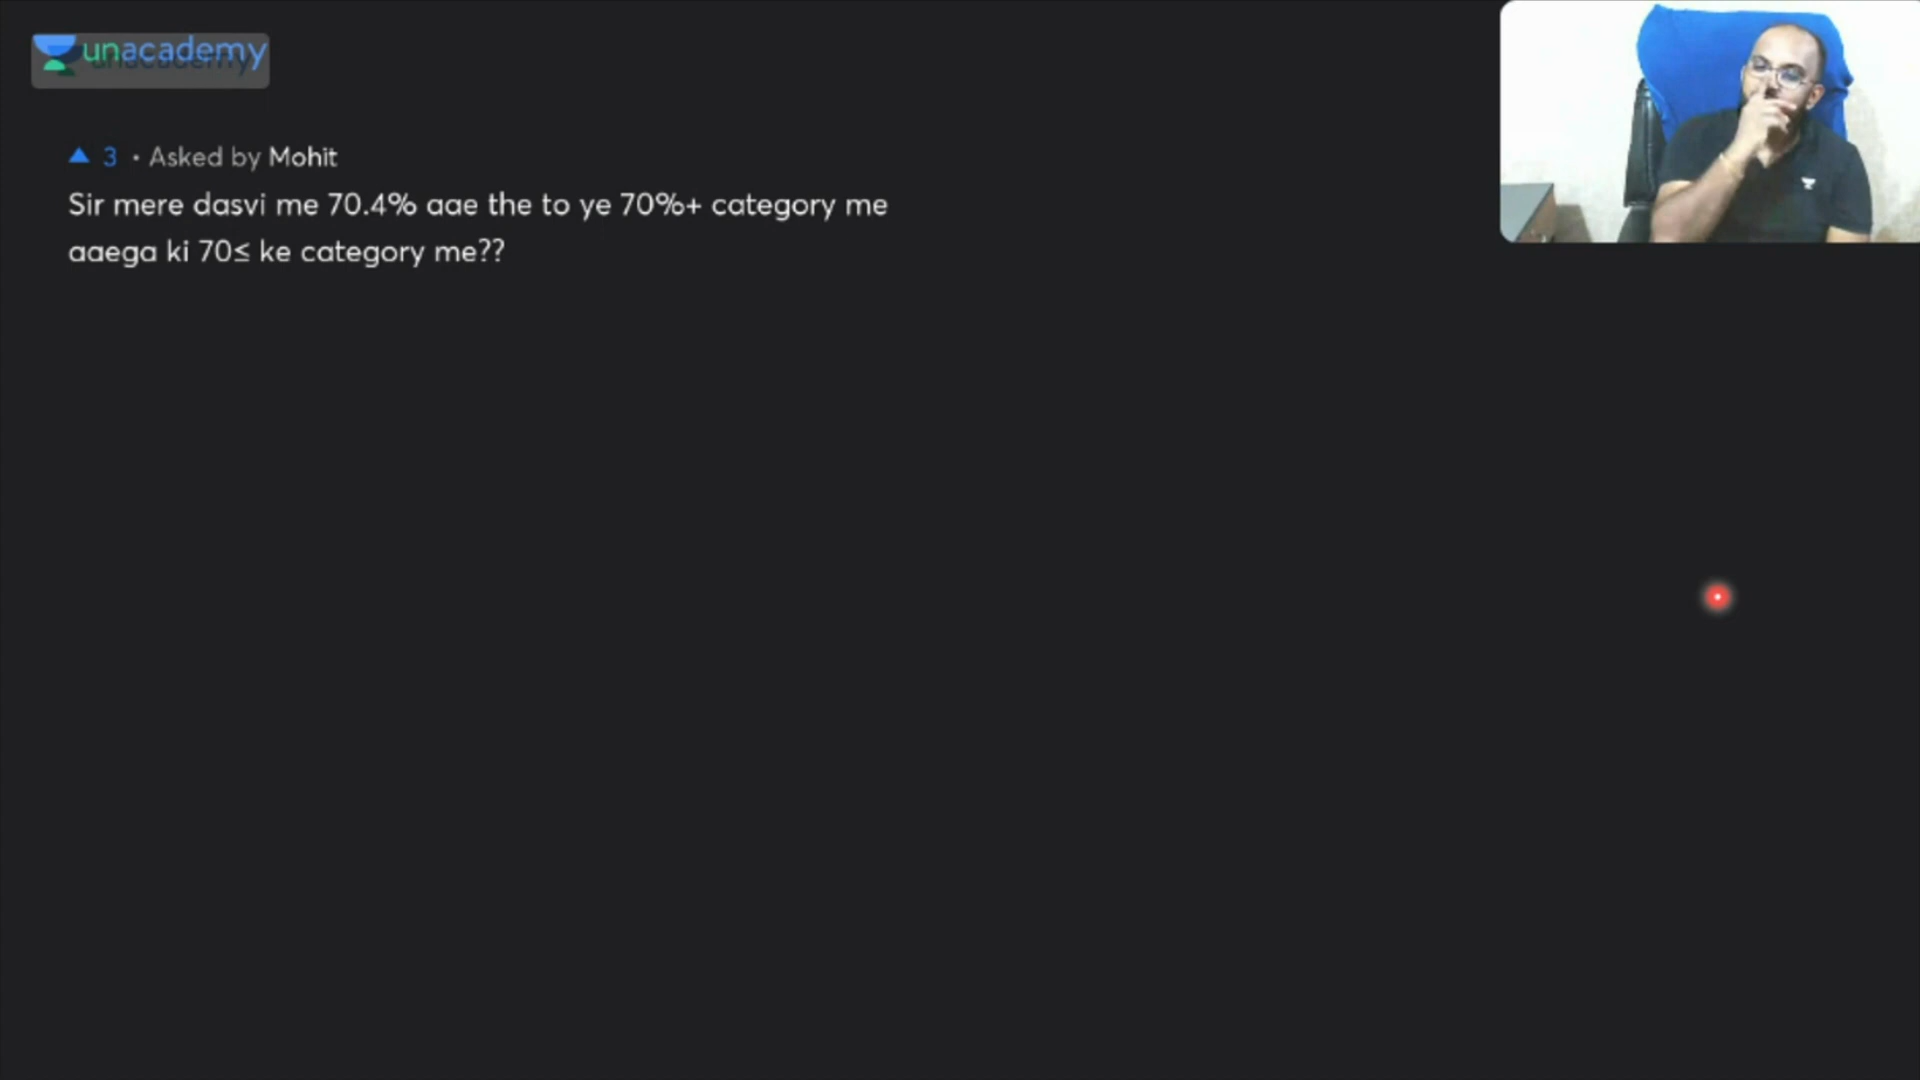 unacademy
▲ 3 • Asked by Mohit
Sir mere dasvi me 70.4% aae the to ye 70%+ category me
aaega ki 70≤ ke category me??